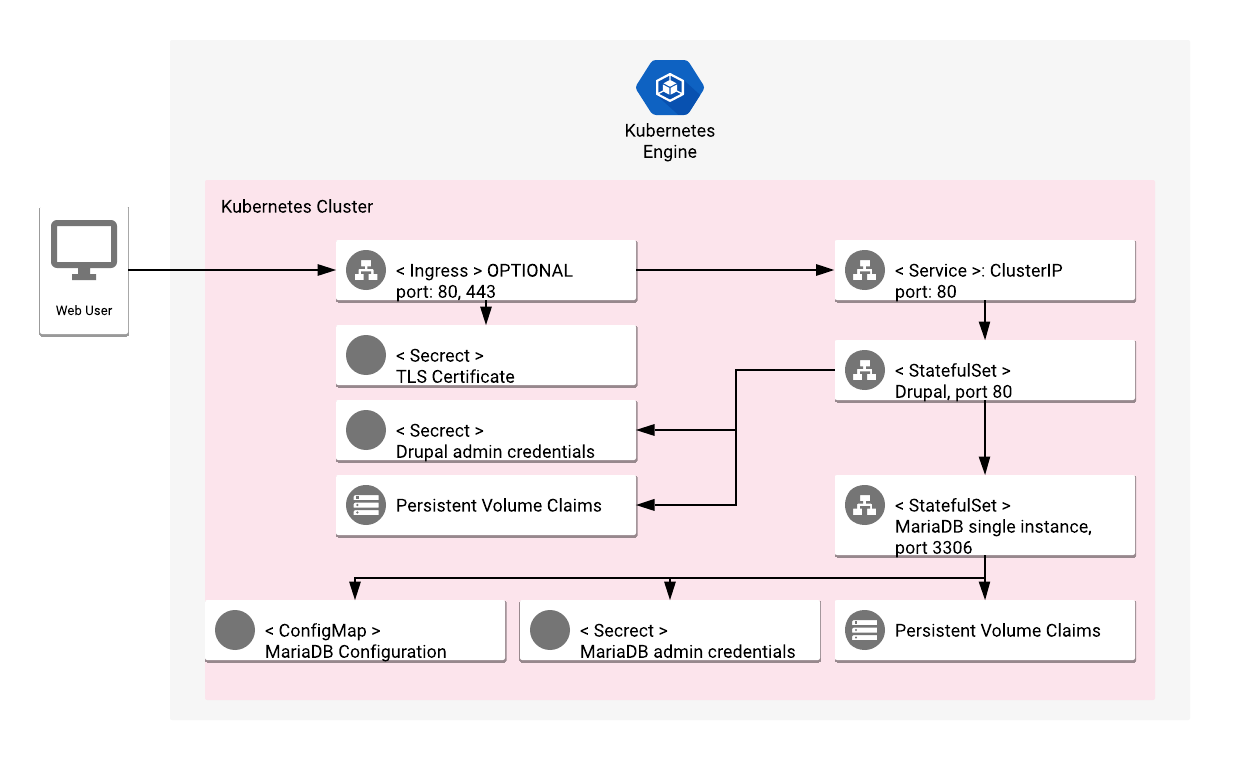 Kubernetes
Engine
Kubernetes Cluster
Web User
< Ingress > OPTIONAL
port: 80, 443
< Service >: ClusterIP
port: 80
< Secrect >
TLS Certificate
< StatefulSet >
Drupal, port 80
< Secrect >
Drupal admin credentials
Persistent Volume Claims
< StatefulSet >
MariaDB single instance,
port 3306
< ConfigMap >
MariaDB Configuration
< Secrect >
MariaDB admin credentials
Persistent Volume Claims